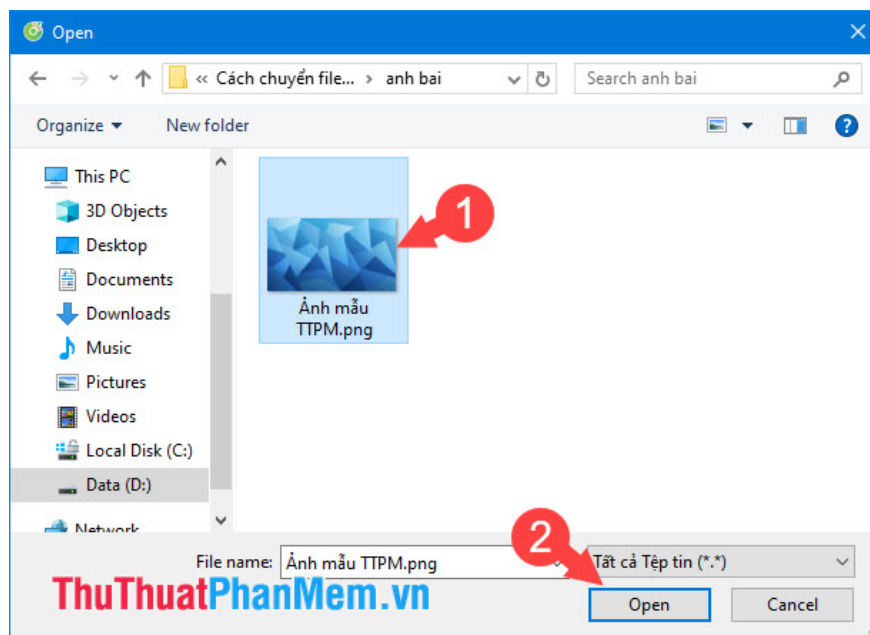 Open
« Cách chuyển file... › anh bai
Search anh bai
Organize
New folder
?
This PC
3D Objects
Desktop
Documents
Downloads
Music
Pictures
Videos
Local Disk (C:)
Data (D:)
Network
1
Ảnh mẫu
TTPM.png
2
File name: Ảnh mẫu TTPM.png
Tất cả Tệp tin (*.*)
ThuThuatPhanMem.vn
Open
Cancel